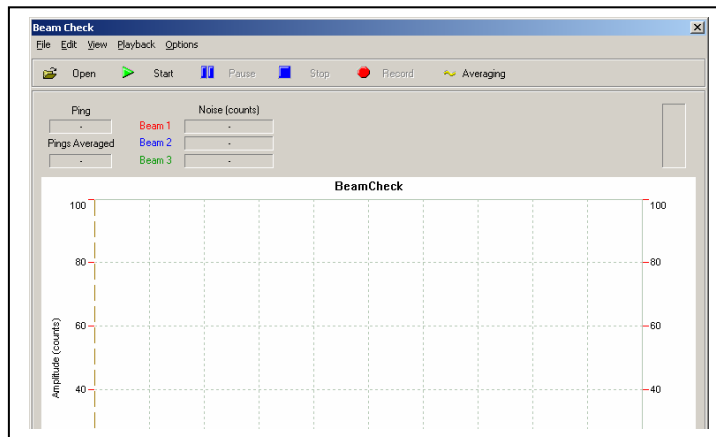 Beam Check
File Edit View Playback Options
Open Start Pause Stop Record Averaging
Ping Noise (counts)
- Beam 1 -
Pings Averaged Beam 2 -
- Beam 3 -
BeamCheck
100 100
80 80
60 60
Amplitude (counts)
40 40